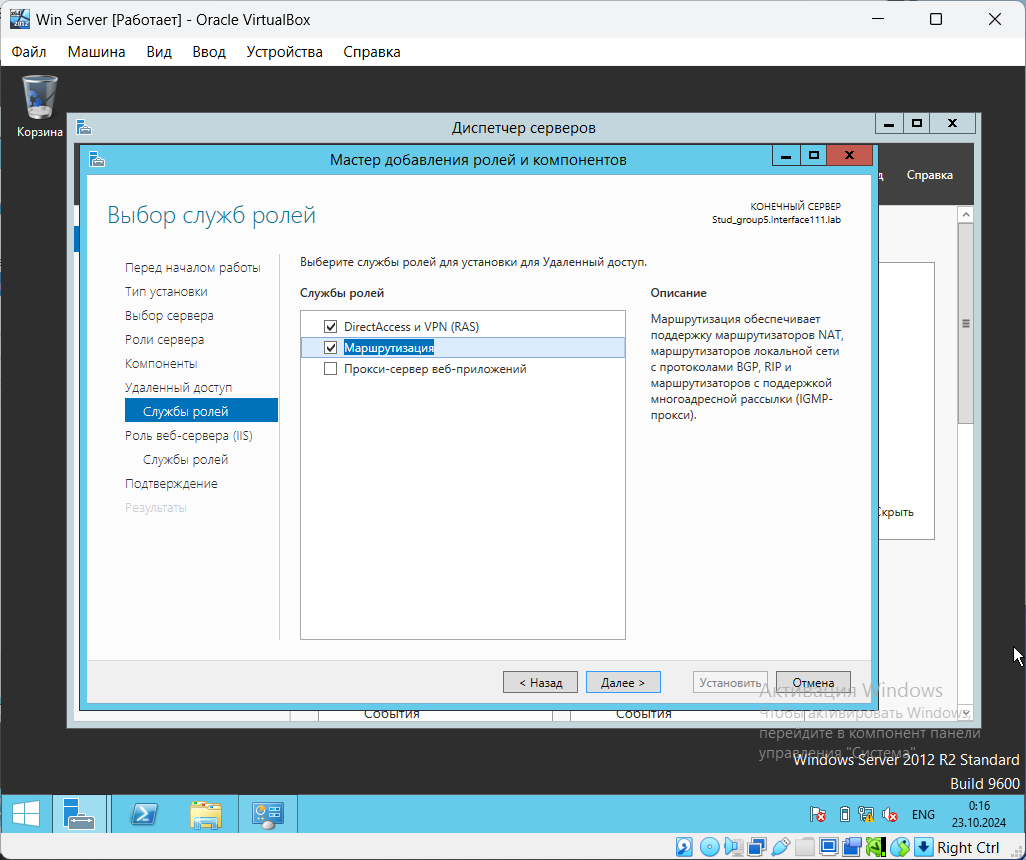 Win Server [Работает] - Oracle VirtualBox
Файл Машина Вид Ввод Устройства Справка
Корзина
Диспетчер серверов
Мастер добавления ролей и компонентов
Справка
Выбор служб ролей
КОНЕЧНЫЙ СЕРВЕР
Stud_group5.Interface111.lab
Перед началом работы
Тип установки
Выбор сервера
Роли сервера
Компоненты
Удаленный доступ
Службы ролей
Роль веб-сервера (IIS)
Службы ролей
Подтверждение
Результаты
Выберите службы ролей для установки для Удаленный доступ.
Службы ролей
DirectAccess и VPN (RAS)
Маршрутизация
Прокси-сервер веб-приложений
Описание
Маршрутизация обеспечивает
поддержку маршрутизаторов NAT,
маршрутизаторов локальной сети
с протоколами BGP, RIP и
маршрутизаторов с поддержкой
многоадресной рассылки (IGMP-
прокси).
Скрыть
< Назад Далее > Установить Отмена
События События
Активация Windows
Чтобы активировать Windows,
перейдите в компонент панели
управления "Система".
Windows Server 2012 R2 Standard
Build 9600
ENG
0:16
23.10.2024
Right Ctrl